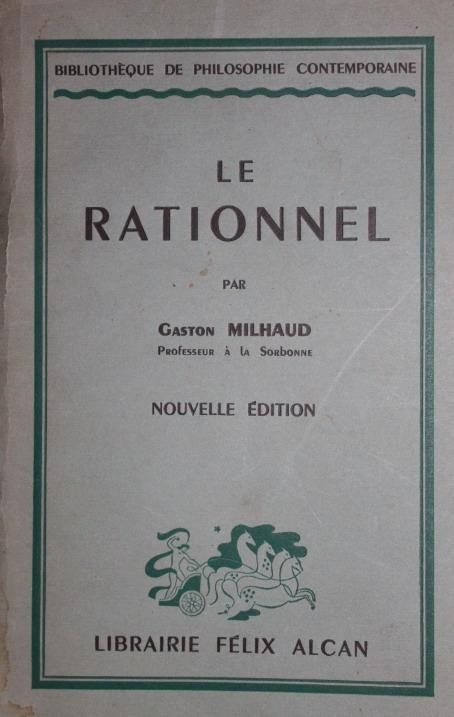 BIBLIOTHÈQUE DE PHILOSOPHIE CONTEMPORAINE
LE
RATIONNEL
PAR
GASTON MILHAUD
PROFESSEUR À LA SORBONNE
NOUVELLE ÉDITION
LIBRAIRIE FÉLIX ALCAN